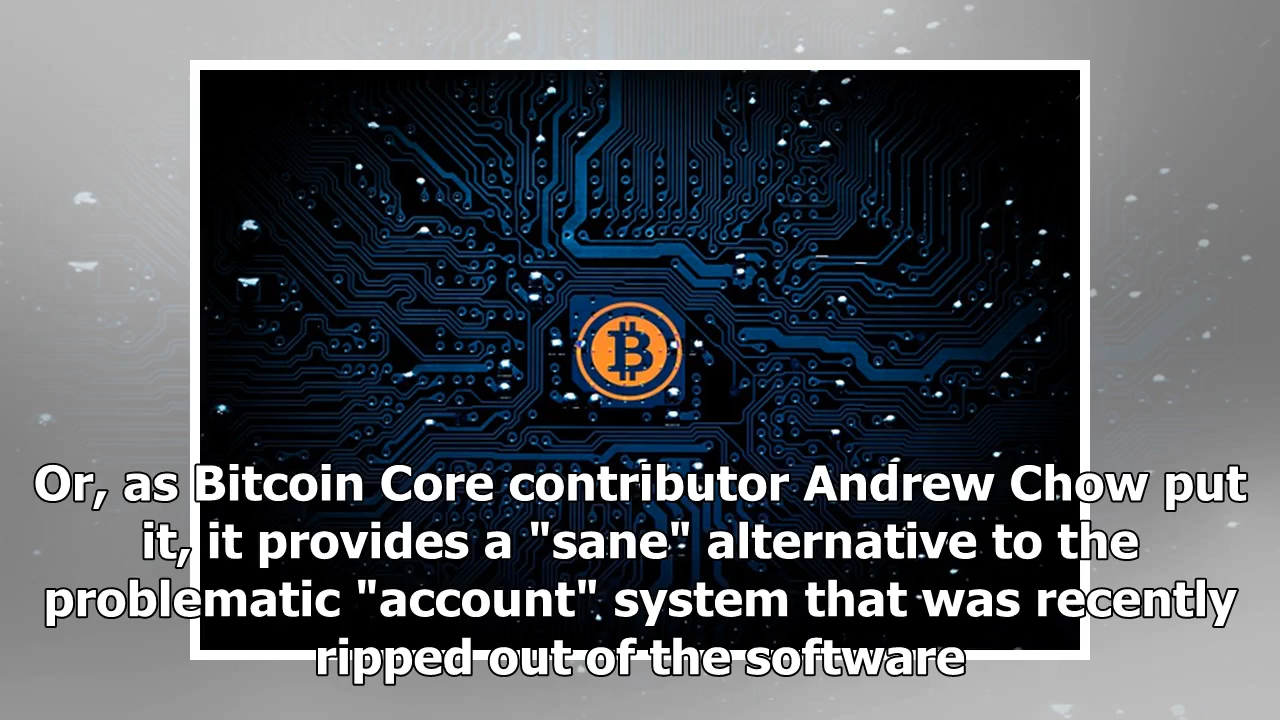 Or, as Bitcoin Core contributor Andrew Chow put
it, it provides a "sane" alternative to the
problematic "account" system that was recently
ripped out of the software